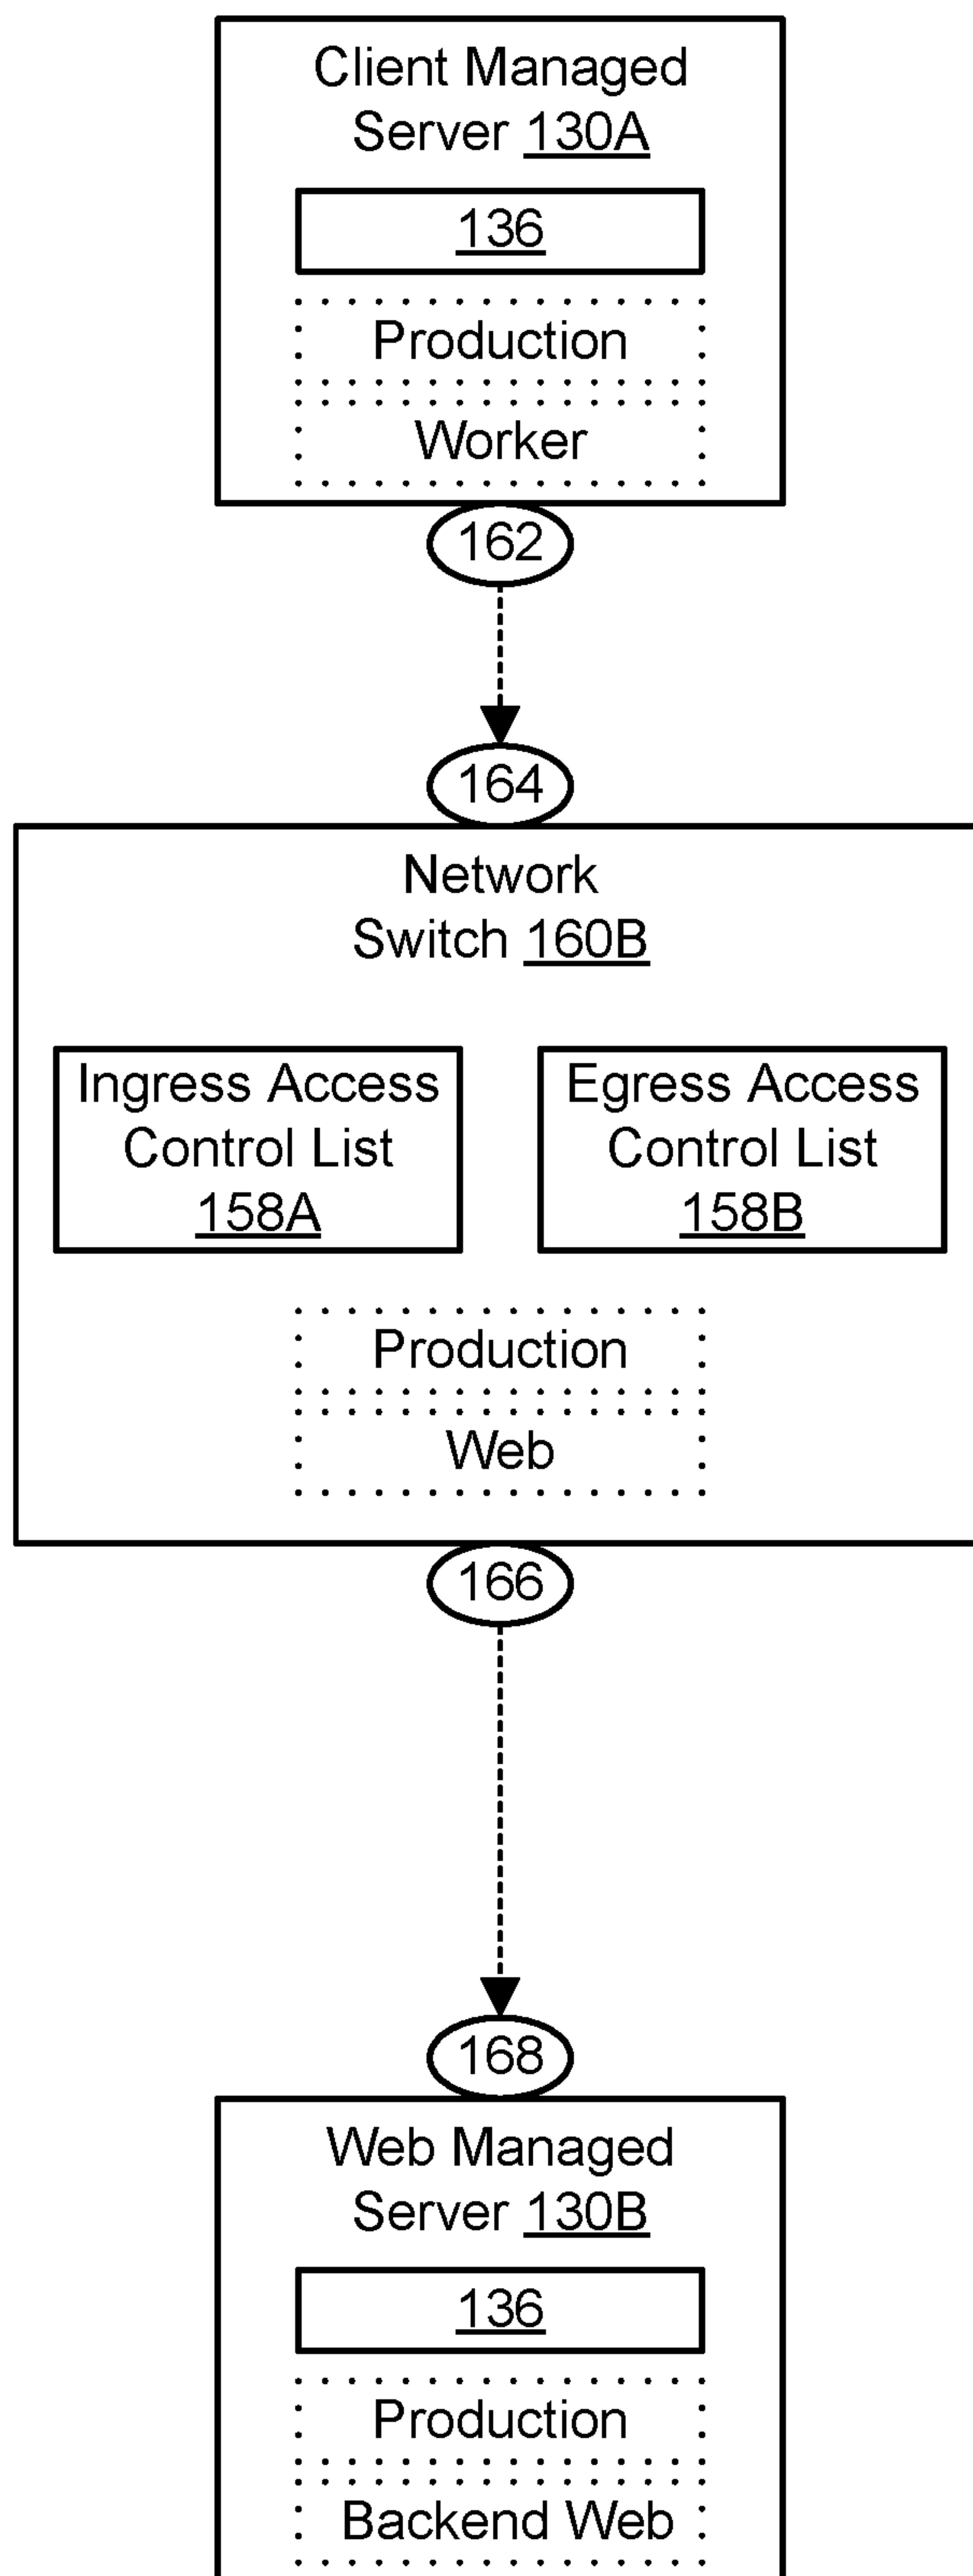 Client Managed
Server 130A
136
Production
Worker
162
164
Network
Switch 160B
Ingress Access
Control List
158A
Egress Access
Control List
158B
Production
Web
166
168
Web Managed
Server 130B
136
Production
Backend Web